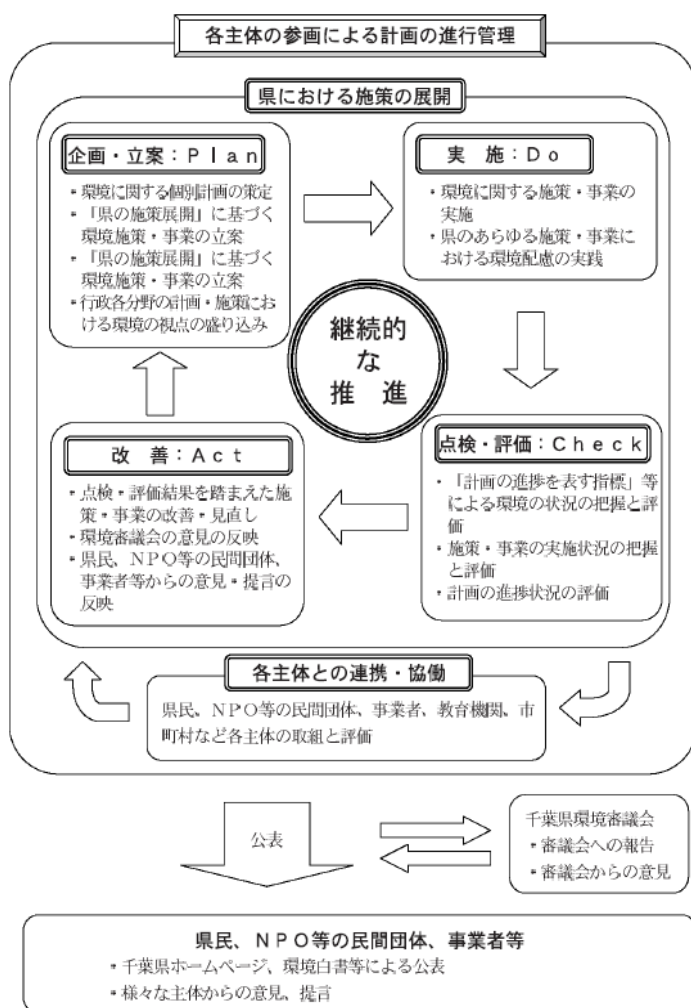 各主体の参画による計画の進行管理
県における施策の展開
企画・立案：Ｐｌａｎ
・環境に関する個別計画の策定
・「県の施策展開」に基づく
環境施策・事業の立案
・「県の施策展開」に基づく
環境施策・事業の立案
・行政各分野の計画・施策にお
ける環境の視点の盛り込み
実　施：Ｄｏ
・環境に関する施策・事業の
実施
・県のあらゆる施策・事業に
おける環境配慮の実践
継続的
な
推　進
改　善：Ａｃｔ
・点検・評価結果を踏まえた施
策・事業の改善・見直し
・環境審議会の意見の反映
・県民、ＮＰＯ等の民間団体、
事業者等からの意見・提言の
反映
点検・評価：Ｃｈｅｃｋ
・「計画の進捗を表す指標」等
による環境の状況の把握と評
価
・施策・事業の実施状況の把握
と評価
・計画の進捗状況の評価
各主体との連携・協働
県民、ＮＰＯ等の民間団体、事業者、教育機関、市
町村など各主体の取組と評価
公表
千葉県環境審議会
・審議会への報告
・審議会からの意見
県民、ＮＰＯ等の民間団体、事業者等
・千葉県ホームページ、環境白書等による公表
・様々な主体からの意見、提言